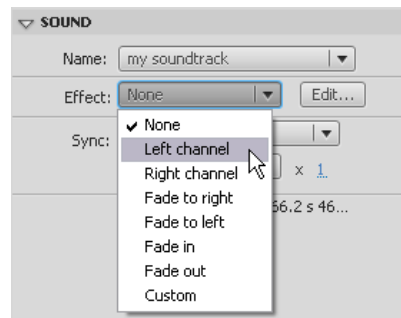 SOUND
Name: my soundtrack
Effect: None Edit...
None
Sync:
Left channel
Right channel x 1
Fade to right
66.2 s 46...
Fade to left
Fade in
Fade out
Custom